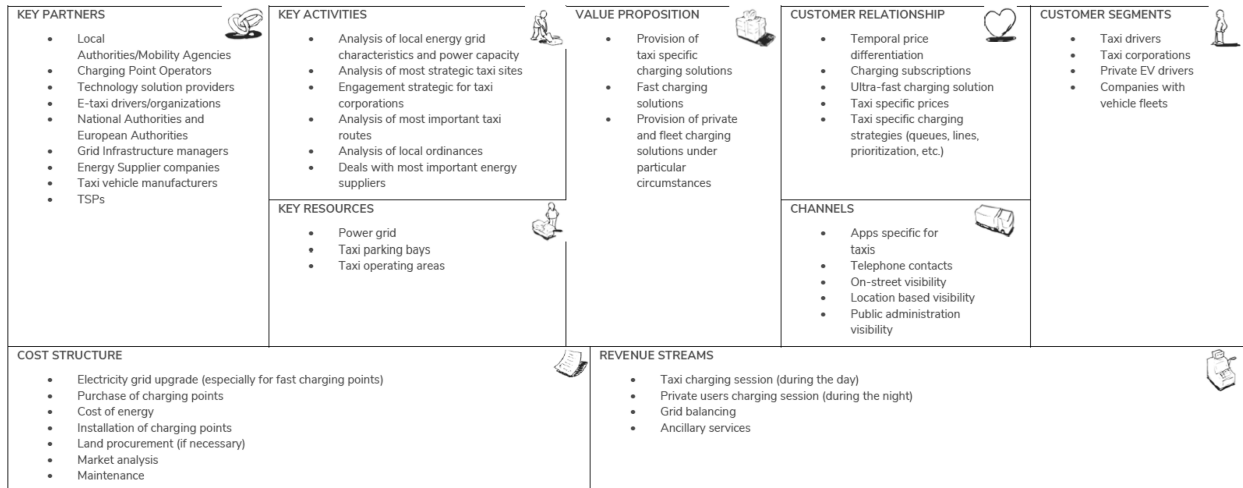 KEY PARTNERS
• Local
Authorities/Mobility Agencies
• Charging Point Operators
• Technology solution providers
• E-taxi drivers/organizations
• National Authorities and
European Authorities
• Grid Infrastructure managers
• Energy Supplier companies
• Taxi vehicle manufacturers
• TSPs
KEY ACTIVITIES
• Analysis of local energy grid
characteristics and power capacity
• Analysis of most strategic taxi sites
• Engagement strategic for taxi
corporations
• Analysis of most important taxi
routes
• Analysis of local ordinances
• Deals with most important energy
suppliers
KEY RESOURCES
• Power grid
• Taxi parking bays
• Taxi operating areas
VALUE PROPOSITION
• Provision of
taxi specific
charging solutions
• Fast charging
solutions
• Provision of private
and fleet charging
solutions under
particular
circumstances
CUSTOMER RELATIONSHIP
• Temporal price
differentiation
• Charging subscriptions
• Ultra-fast charging solution
• Taxi specific prices
• Taxi specific charging
strategies (queues, lines,
prioritization, etc.)
CHANNELS
• Apps specific for
taxis
• Telephone contacts
• On-street visibility
• Location based visibility
• Public administration
visibility
CUSTOMER SEGMENTS
• Taxi drivers
• Taxi corporations
• Private EV drivers
• Companies with
vehicle fleets
COST STRUCTURE
• Electricity grid upgrade (especially for fast charging points)
• Purchase of charging points
• Cost of energy
• Installation of charging points
• Land procurement (if necessary)
• Market analysis
• Maintenance
REVENUE STREAMS
• Taxi charging session (during the day)
• Private users charging session (during the night)
• Grid balancing
• Ancillary services